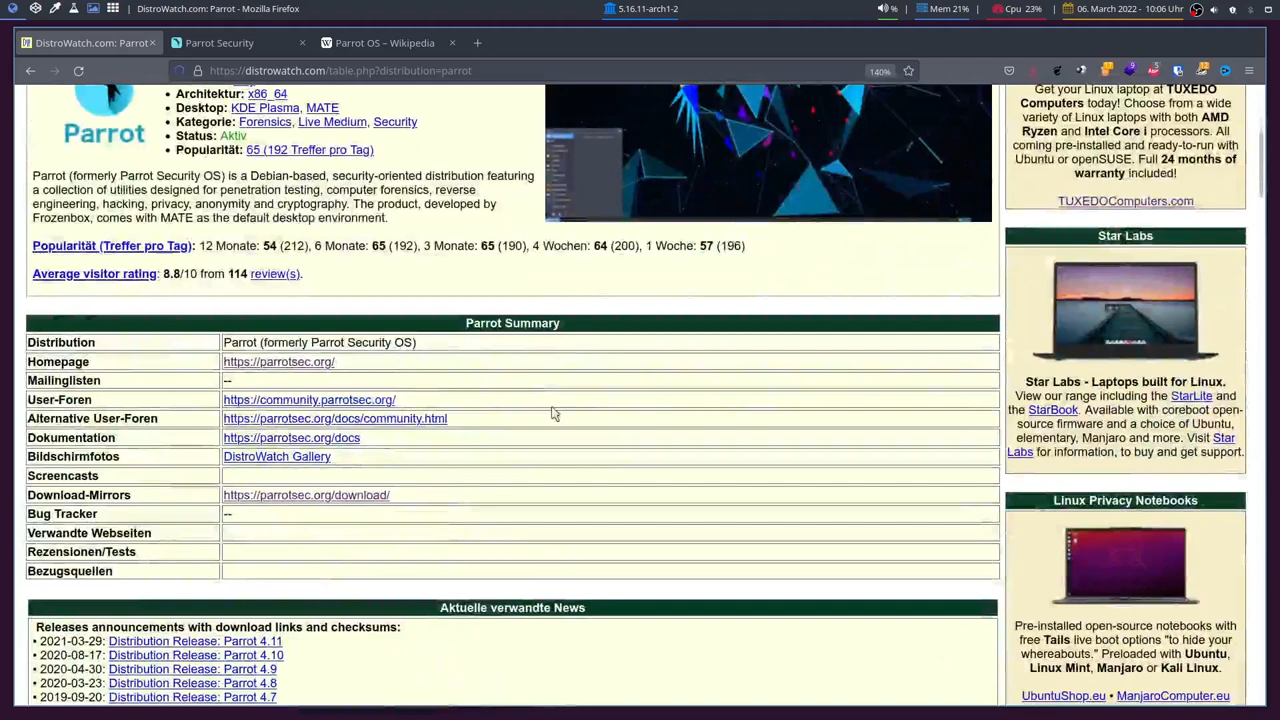 DistroWatch.com: Parrot - Mozilla Firefox
5.16.11-arch1-2
%
Mem 21%
Cpu 23%
06. March 2022 - 10:06 Uhr
DistroWatch.com: Parrot
Parrot Security
Parrot OS – Wikipedia
https://distrowatch.com/table.php?distribution=parrot
140%
Parrot
• Architektur: x86_64
• Desktop: KDE Plasma, MATE
• Kategorie: Forensics, Live Medium, Security
• Status: Aktiv
• Popularität: 65 (192 Treffer pro Tag)
Parrot (formerly Parrot Security OS) is a Debian-based, security-oriented distribution featuring
a collection of utilities designed for penetration testing, computer forensics, reverse
engineering, hacking, privacy, anonymity and cryptography. The product, developed by
Frozenbox, comes with MATE as the default desktop environment.
Popularität (Treffer pro Tag): 12 Monate: 54 (212), 6 Monate: 65 (192), 3 Monate: 65 (190), 4 Wochen: 64 (200), 1 Woche: 57 (196)
Average visitor rating: 8.8/10 from 114 review(s).
Parrot Summary
Distribution Parrot (formerly Parrot Security OS)
Homepage https://parrotsec.org/
Mailinglisten --
User-Foren https://community.parrotsec.org/
Alternative User-Foren https://parrotsec.org/docs/community.html
Dokumentation https://parrotsec.org/docs
Bildschirmfotos DistroWatch Gallery
Screencasts
Download-Mirrors https://parrotsec.org/download/
Bug Tracker --
Verwandte Webseiten
Rezensionen/Tests
Bezugsquellen
Aktuelle verwandte News
Releases announcements with download links and checksums:
• 2021-03-29: Distribution Release: Parrot 4.11
• 2020-08-17: Distribution Release: Parrot 4.10
• 2020-04-30: Distribution Release: Parrot 4.9
• 2020-03-23: Distribution Release: Parrot 4.8
• 2019-09-20: Distribution Release: Parrot 4.7
Get your Linux laptop at TUXEDO
Computers today! Choose from a wide
variety of Linux laptops with both AMD
Ryzen and Intel Core i processors. All
coming pre-installed and ready-to-run with
Ubuntu or openSUSE. Full 24 months of
warranty included!
TUXEDOComputers.com
Star Labs
Star Labs - Laptops built for Linux.
View our range including the StarLite and
the StarBook. Available with coreboot open-
source firmware and a choice of Ubuntu,
elementary, Manjaro and more. Visit Star
Labs for information, to buy and get support.
Linux Privacy Notebooks
Pre-installed open-source notebooks with
free Tails live boot options "to hide your
whereabouts." Preloaded with Ubuntu,
Linux Mint, Manjaro or Kali Linux.
UbuntuShop.eu • ManjaroComputer.eu